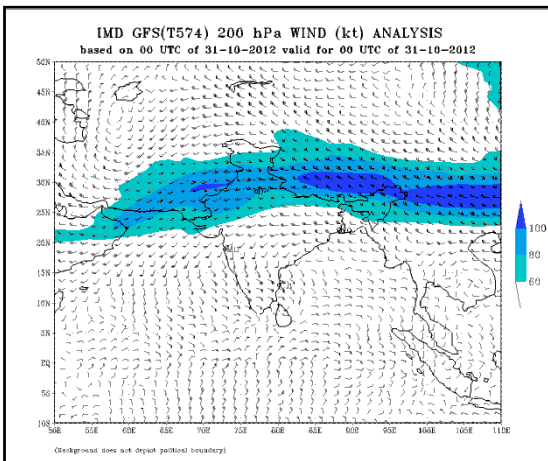 IMD GFS(T574) 200 hPa WIND (kt) ANALYSIS
based on 00 UTC of 31-10-2012 valid for 00 UTC of 31-10-2012
50N
45N
40N
35N
30N
25N
20N
15N
10N
5N
EQ
5S
10S
100
80
60
50E 55E 60E 65E 70E 75E 80E 85E 90E 95E 100E 105E 110E
(Background does not depict political boundary)